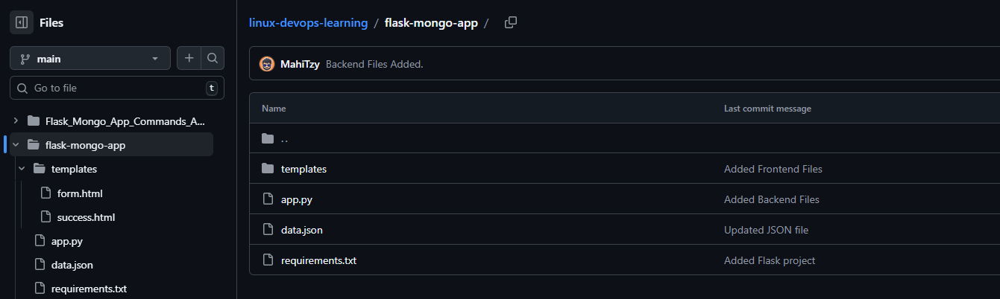 Files
main
Go to file
t
Flask_Mongo_App_Commands_A...
flask-mongo-app
templates
form.html
success.html
app.py
data.json
requirements.txt
linux-devops-learning / flask-mongo-app /
MahiTzy Backend Files Added.
Name Last commit message
..
templates Added Frontend Files
app.py Added Backend Files
data.json Updated JSON file
requirements.txt Added Flask project